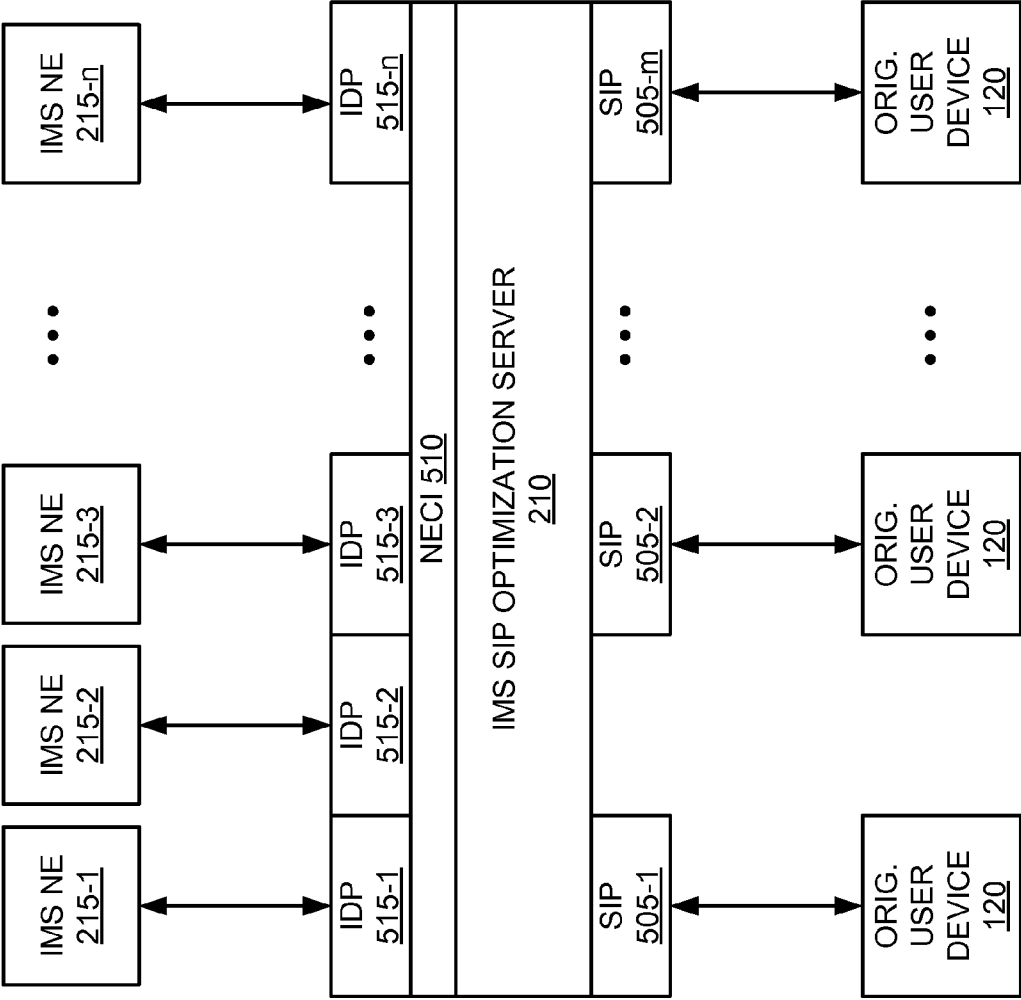 IMS NE
215-1
IMS NE
215-2
IMS NE
215-3
IMS NE
215-n
IDP
515-1
IDP
515-2
IDP
515-3
IDP
515-n
NECI 510
IMS SIP OPTIMIZATION SERVER
210
SIP
505-1
SIP
505-2
SIP
505-m
ORIG.
USER
DEVICE
120
ORIG.
USER
DEVICE
120
ORIG.
USER
DEVICE
120